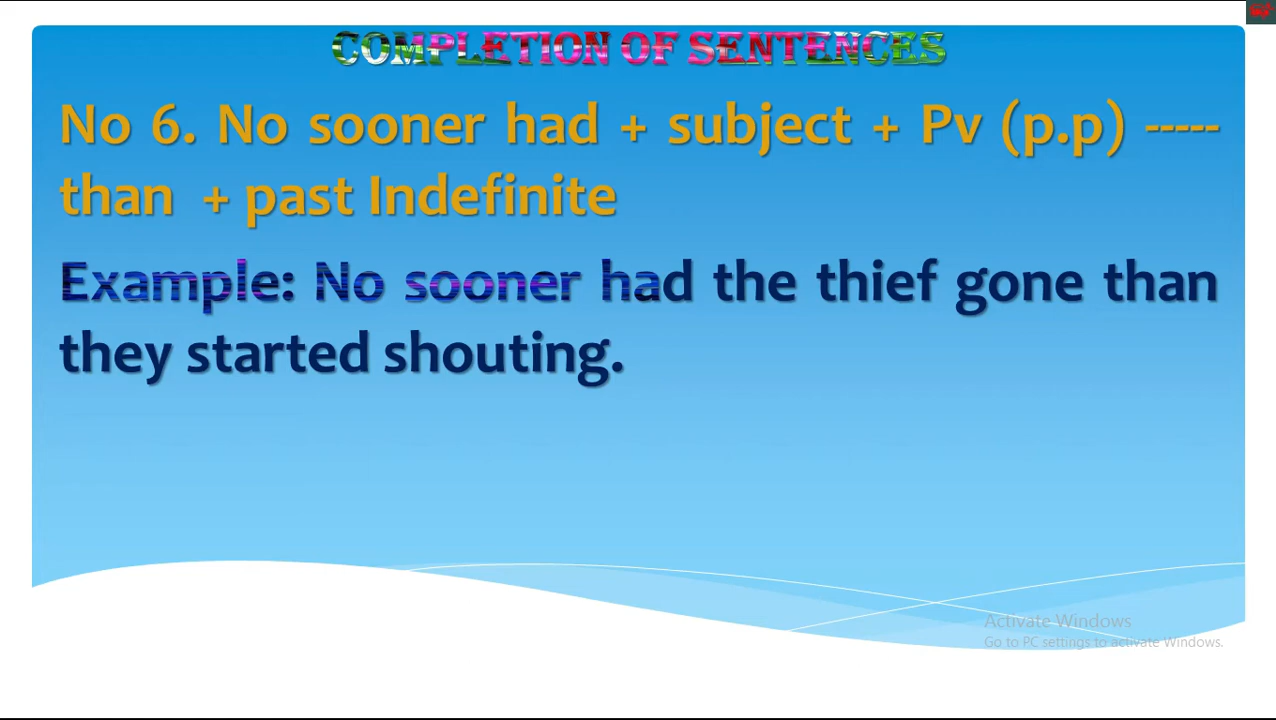 COMPLETION OF SENTENCES
No 6. No sooner had + subject + Pv (p.p) -----
than + past Indefinite
Example: No sooner had the thief gone than
they started shouting.
Activate Windows
Go to PC settings to activate Windows.